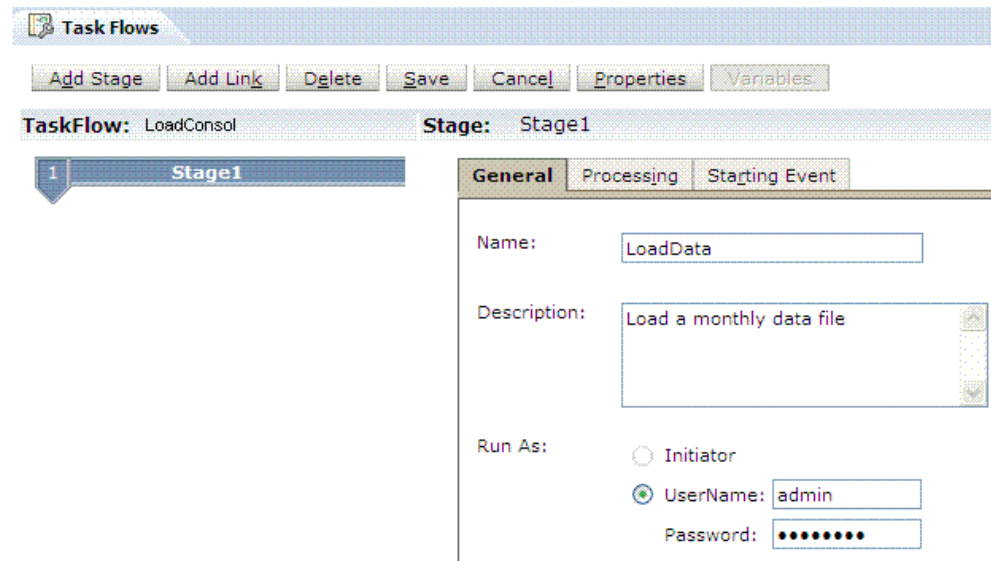 Task Flows
Add Stage Add Link Delete Save Cancel Properties Variables
TaskFlow: LoadConsol Stage: Stage1
1 Stage1
General Processing Starting Event
Name: LoadData
Description: Load a monthly data file
Run As: Initiator
UserName: admin
Password: ••••••••